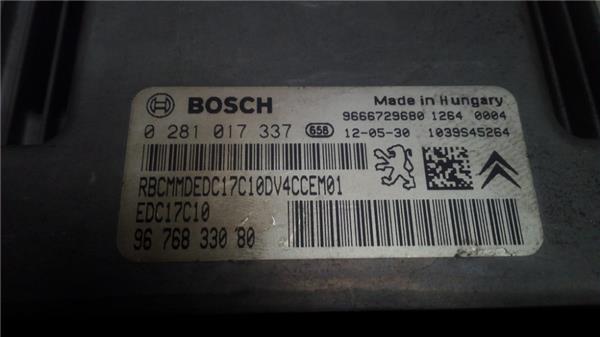 BOSCH
Made in Hungary
9666729680 1264 0004
0 281 017 337 658 12-05-30 1039S45264
RBCMMDEDC17C10DV4CCEM01
EDC17C10
96 768 330 80